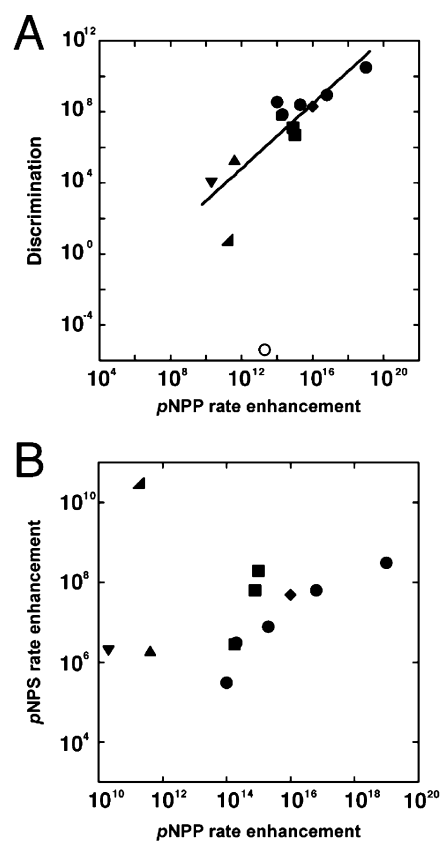 A
10^12
10^8
10^4
10^0
10^-4
Discrimination
10^4 10^8 10^12 10^16 10^20
pNPP rate enhancement
B
10^10
10^8
10^6
10^4
pNPS rate enhancement
10^10 10^12 10^14 10^16 10^18 10^20
pNPP rate enhancement